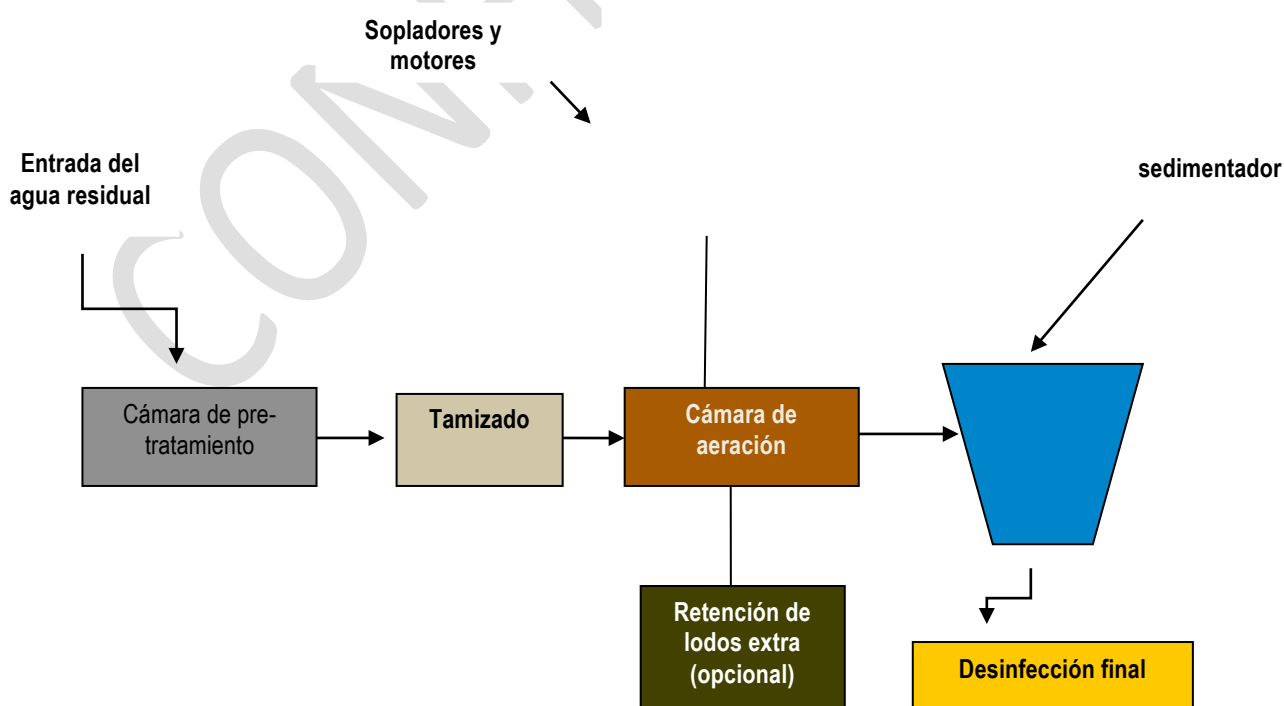 Sopladores y
motores
Entrada del
agua residual
sedimentador
Cámara de pre-
tratamiento
Tamizado
Cámara de
aeración
Retención de
lodos extra
(opcional)
Desinfección final